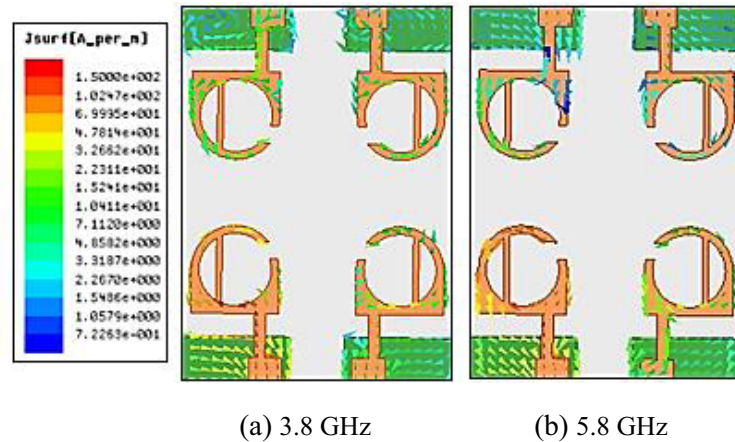 Jsurf[A_per_m]
1.5000e+002
1.0247e+002
6.9995e+001
4.7814e+001
3.2662e+001
2.2311e+001
1.5241e+001
1.0411e+001
7.1120e+000
4.8582e+000
3.3187e+000
2.2670e+000
1.5486e+000
1.0579e+000
7.2263e-001
(a) 3.8 GHz
(b) 5.8 GHz